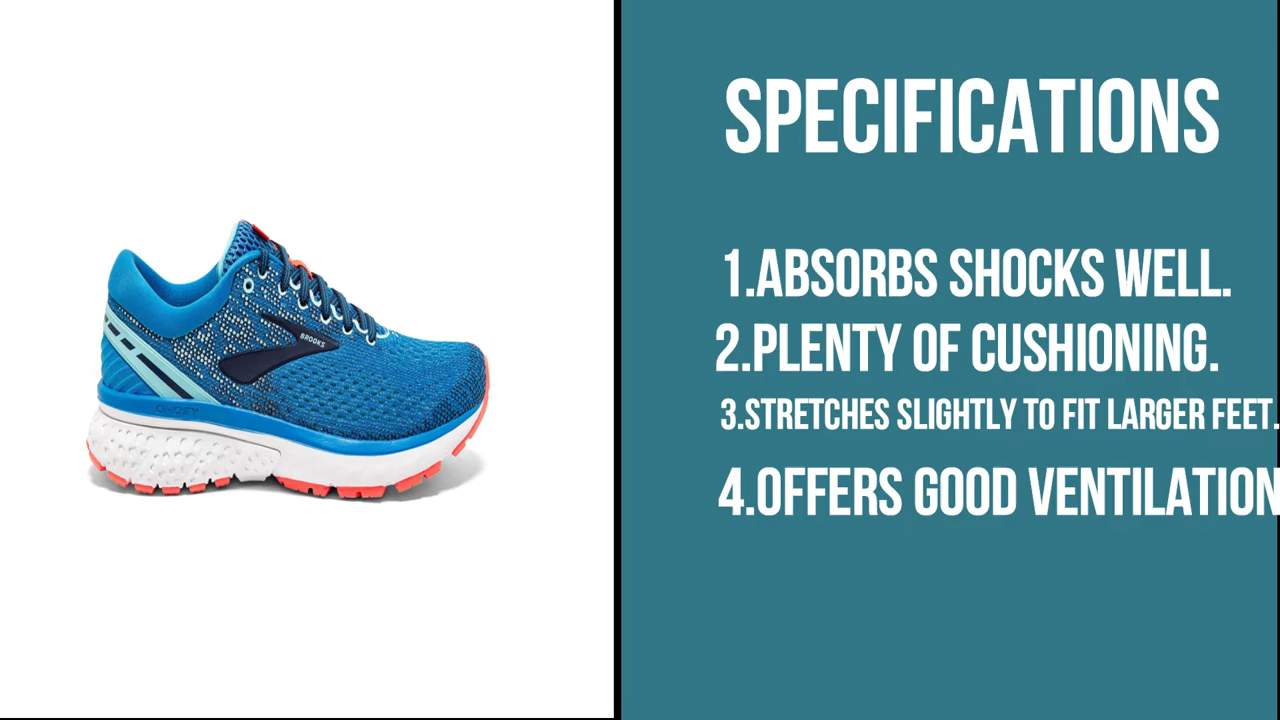 SPECIFICATIONS
1.ABSORBS SHOCKS WELL.
2.PLENTY OF CUSHIONING.
3.STRETCHES SLIGHTLY TO FIT LARGER FEET.
4.OFFERS GOOD VENTILATION
BROOKS
GHOST